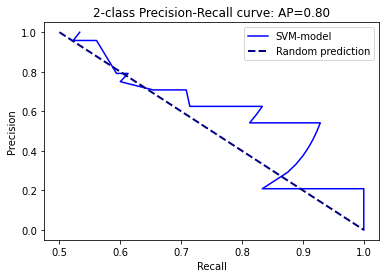 2-class Precision-Recall curve: AP=0.80
SVM-model
Random prediction
Precision
1.0
0.8
0.6
0.4
0.2
0.0
0.5 0.6 0.7 0.8 0.9 1.0
Recall